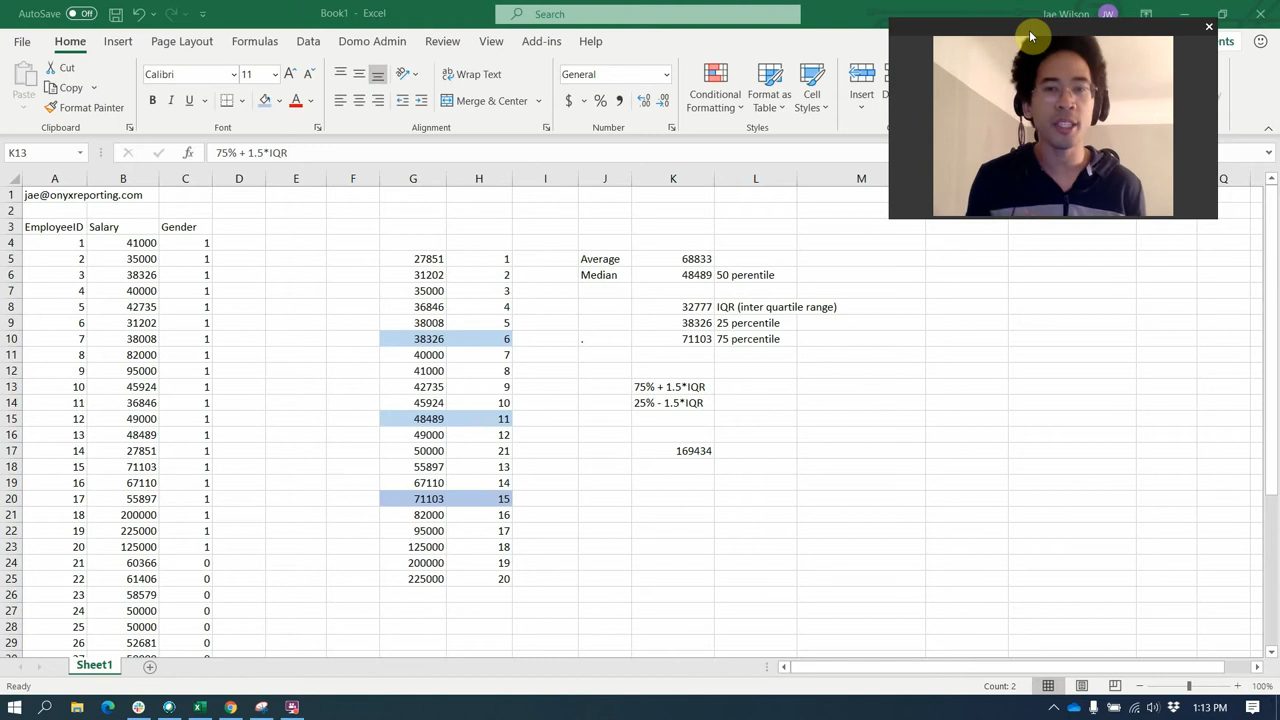 AutoSave Off Book1 - Excel Search Jae Wilson JW
File Home Insert Page Layout Formulas Data Domo Admin Review View Add-ins Help
Paste Cut Copy Format Painter
Calibri 11
B I U
Wrap Text
Merge & Center
General
$ %
Conditional Formatting Format as Table Cell Styles Insert
Clipboard Font Alignment Number Styles
K13 fx 75% + 1.5*IQR
A B C D E F G H I J K L M Q
1 jae@onyxreporting.com
2
3 EmployeeID Salary Gender
4 1 41000 1
5 2 35000 1 27851 1 Average 68833
6 3 38326 1 31202 2 Median 48489 50 perentile
7 4 40000 1 35000 3
8 5 42735 1 36846 4 32777 IQR (inter quartile range)
9 6 31202 1 38008 5 38326 25 percentile
10 7 38008 1 38326 6 . 71103 75 percentile
11 8 82000 1 40000 7
12 9 95000 1 41000 8
13 10 45924 1 42735 9 75% + 1.5*IQR
14 11 36846 1 45924 10 25% - 1.5*IQR
15 12 49000 1 48489 11
16 13 48489 1 49000 12
17 14 27851 1 50000 21 169434
18 15 71103 1 55897 13
19 16 67110 1 67110 14
20 17 55897 1 71103 15
21 18 200000 1 82000 16
22 19 225000 1 95000 17
23 20 125000 1 125000 18
24 21 60366 0 200000 19
25 22 61406 0 225000 20
26 23 58579 0
27 24 50000 0
28 25 50000 0
29 26 52681 0
Sheet1
Ready Count: 2 100%
1:13 PM